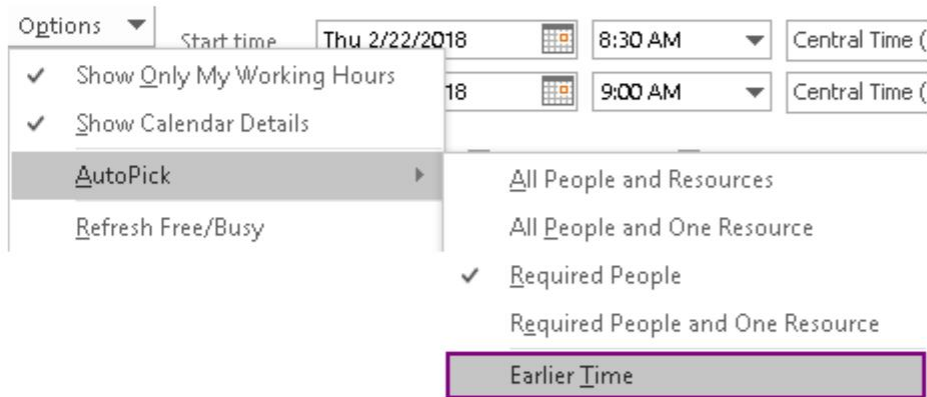 Options
Start time Thu 2/22/2018 8:30 AM Central Time (
Show Only My Working Hours
18 9:00 AM Central Time (
Show Calendar Details
AutoPick
All People and Resources
Refresh Free/Busy
All People and One Resource
Required People
Required People and One Resource
Earlier Time